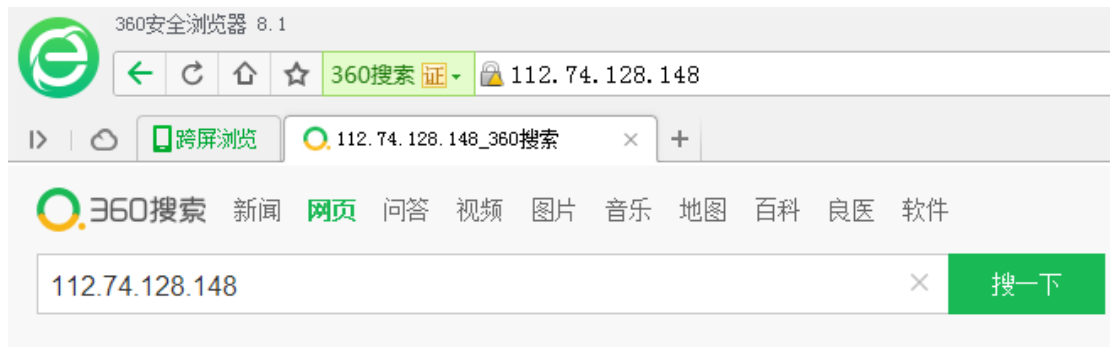 360安全浏览器 8.1
360搜索 证 112.74.128.148
跨屏浏览 112.74.128.148_360搜索
360搜索 新闻 网页 问答 视频 图片 音乐 地图 百科 良医 软件
112.74.128.148 搜一下